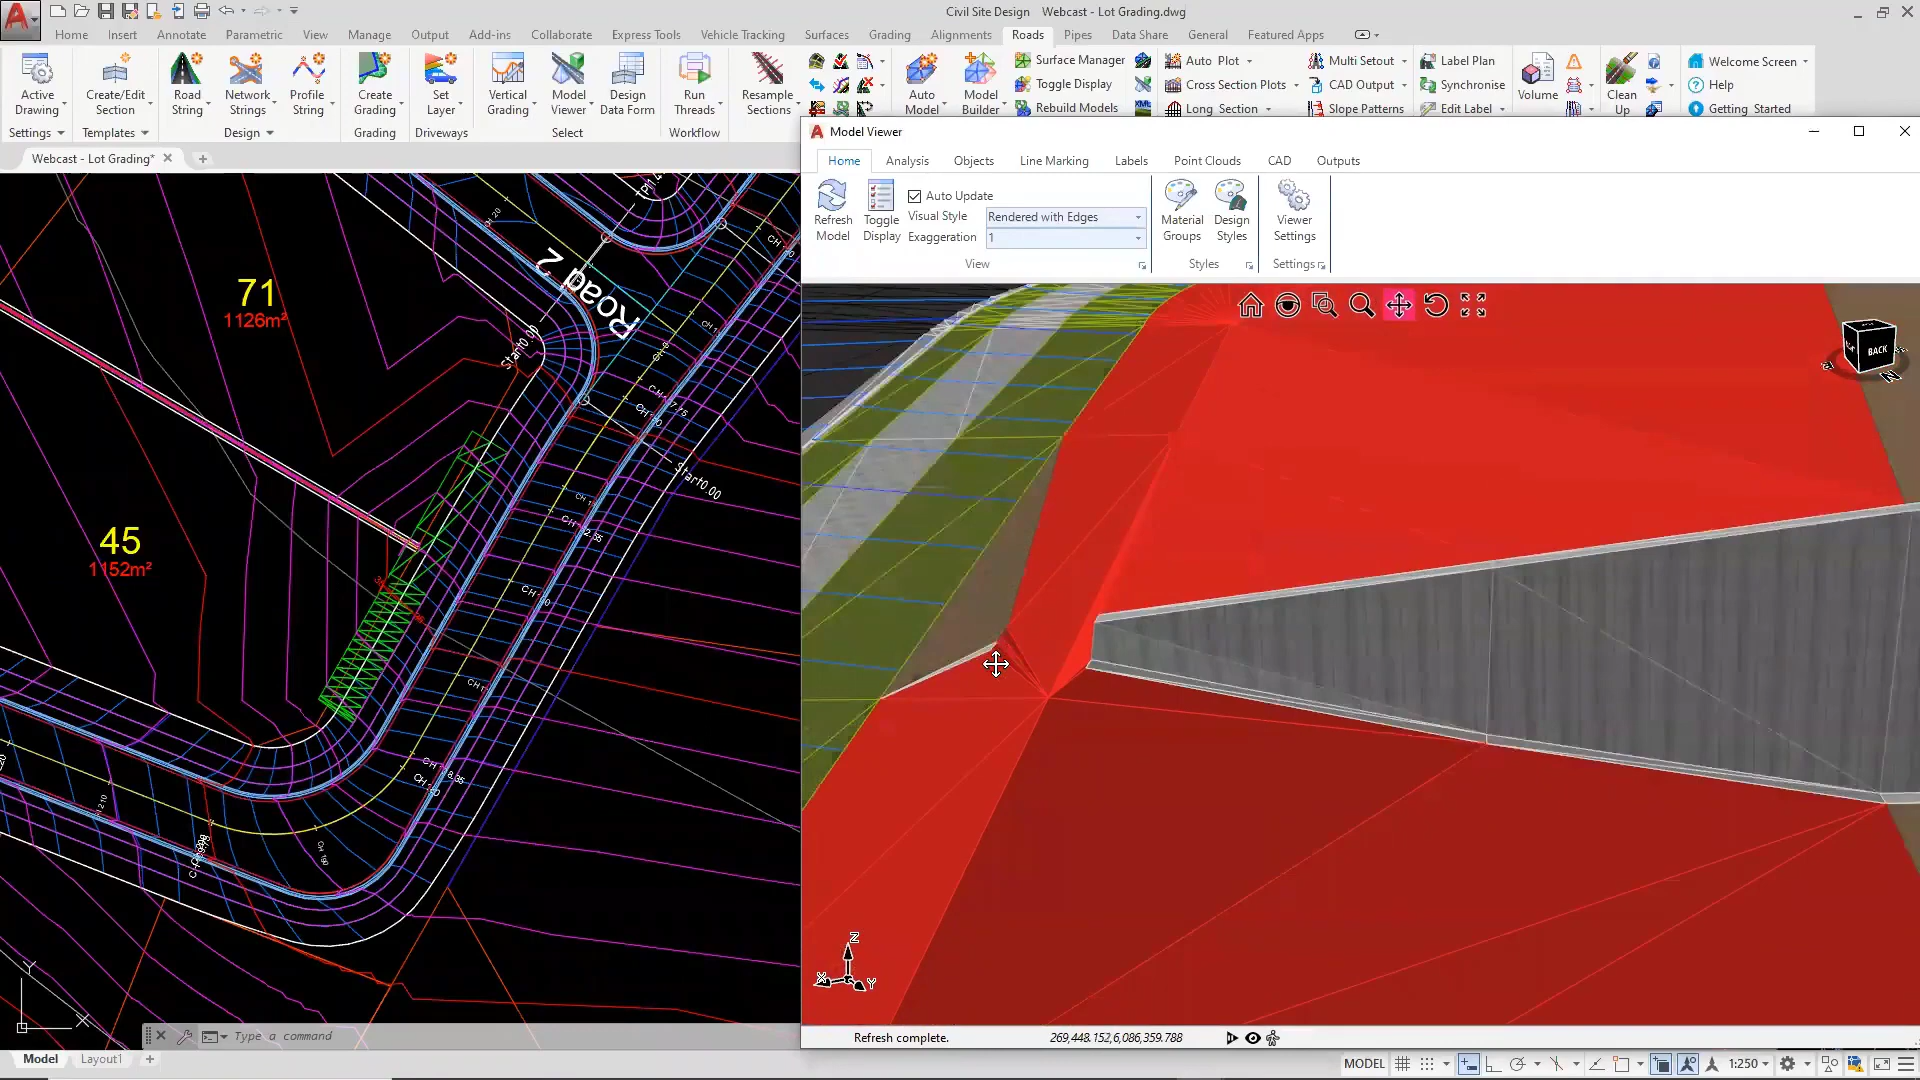 Civil Site Design    Webcast - Lot Grading.dwg
Home Insert Annotate Parametric View Manage Output Add-ins Collaborate Express Tools Vehicle Tracking Surfaces Grading Alignments Roads Pipes Data Share General Featured Apps
Active Drawing
Create/Edit Section
Road String
Network Strings
Profile String
Create Grading
Set Layer
Vertical Grading
Model Viewer
Design Data Form
Run Threads
Resample Sections
Auto Model
Model Builder
Surface Manager
Toggle Display
Rebuild Models
Auto Plot
Cross Section Plots
Long Section
Multi Setout
CAD Output
Slope Patterns
Label Plan
Synchronise
Edit Label
Volume
Clean Up
Welcome Screen
Help
Getting Started
Settings Templates Design Grading Driveways Select Workflow
Webcast - Lot Grading*
Model Viewer
Home Analysis Objects Line Marking Labels Point Clouds CAD Outputs
Refresh Model
Toggle Display
Auto Update
Visual Style Rendered with Edges
Exaggeration 1
Material Groups
Design Styles
Viewer Settings
View Styles Settings
71
1126m²
45
1152m²
Road 2
Start0.00
Start0.00
BACK
Z
X
Y
Y
X
Type a command
Refresh complete. 269,448.152,6,086,359.788
Model Layout1
MODEL 1:250